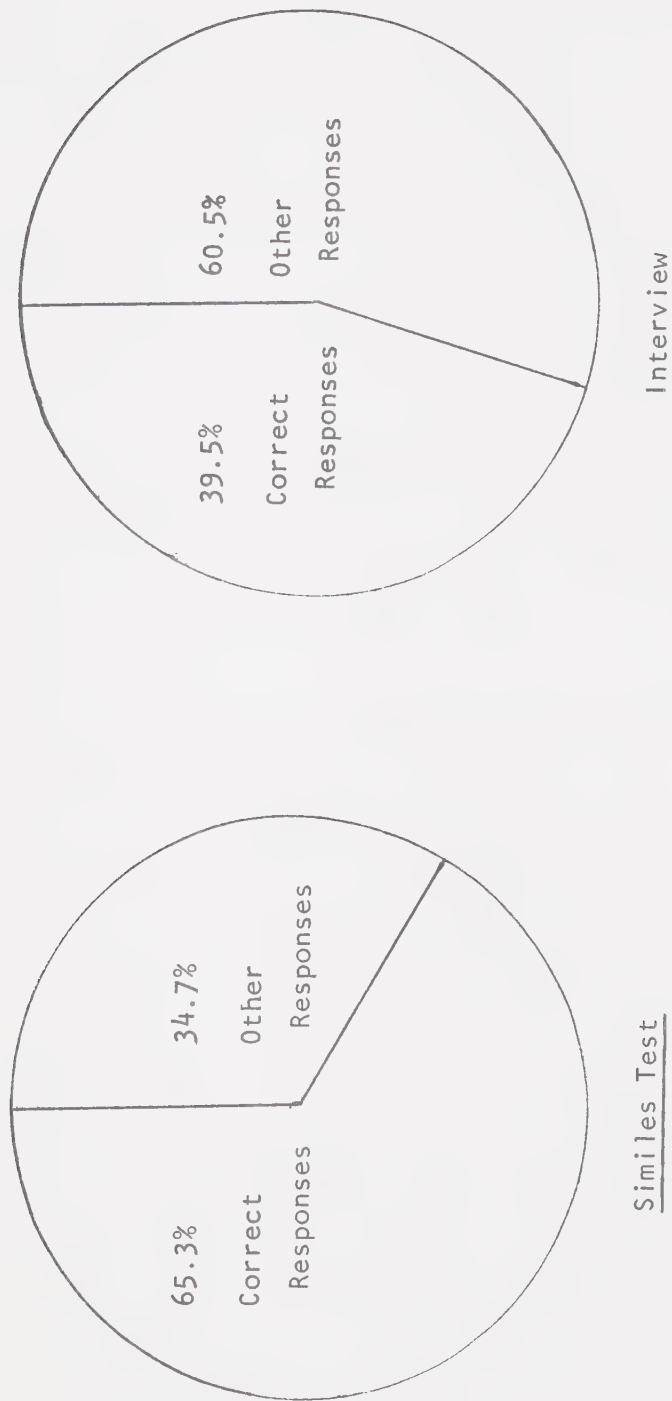 65.3%
Correct
Responses
34.7%
Other
Responses
Similes Test
39.5%
Correct
Responses
60.5%
Other
Responses
Interview